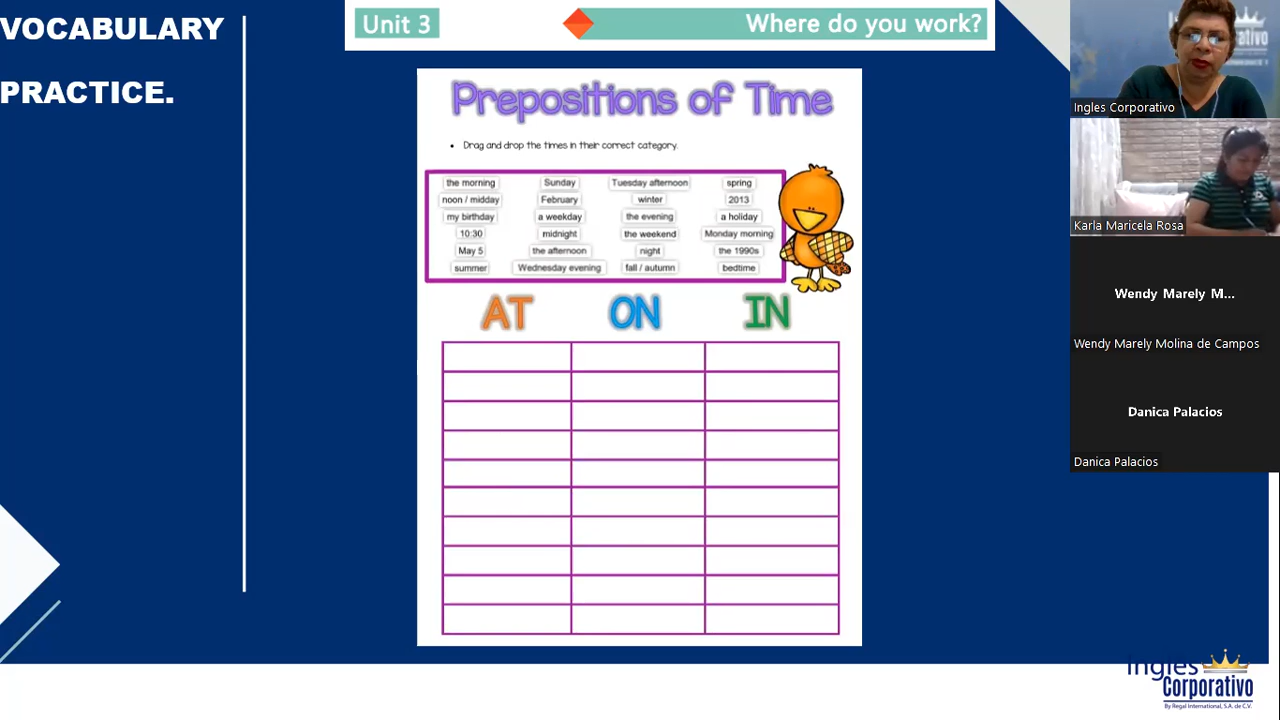 VOCABULARY
PRACTICE.
Unit 3
Where do you work?
Prepositions of Time
• Drag and drop the times in their correct category.
the morning Sunday Tuesday afternoon spring
noon / midday February winter 2013
my birthday a weekday the evening a holiday
10:30 midnight the weekend Monday morning
May 5 the afternoon night the 1990s
summer Wednesday evening fall / autumn bedtime
AT ON IN
Ingles Corporativo
Karla Maricela Rosa
Wendy Marely M...
Wendy Marely Molina de Campos
Danica Palacios
Danica Palacios
Ingles
Corporativo
By Regal International, S.A. de C.V.